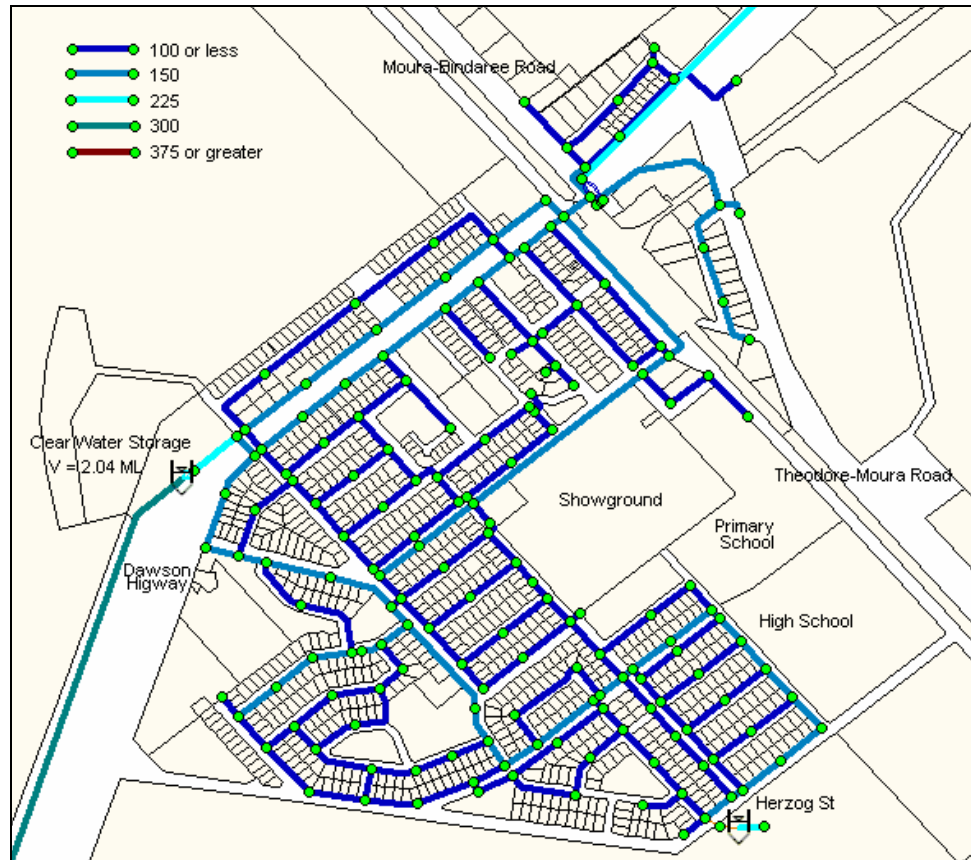 100 or less
150
225
300
375 or greater
Moura-Bindaree Road
Clear Water Storage
V = 2.04 ML
Theodore-Moura Road
Showground
Primary
School
Dawson
Higway
High School
Herzog St